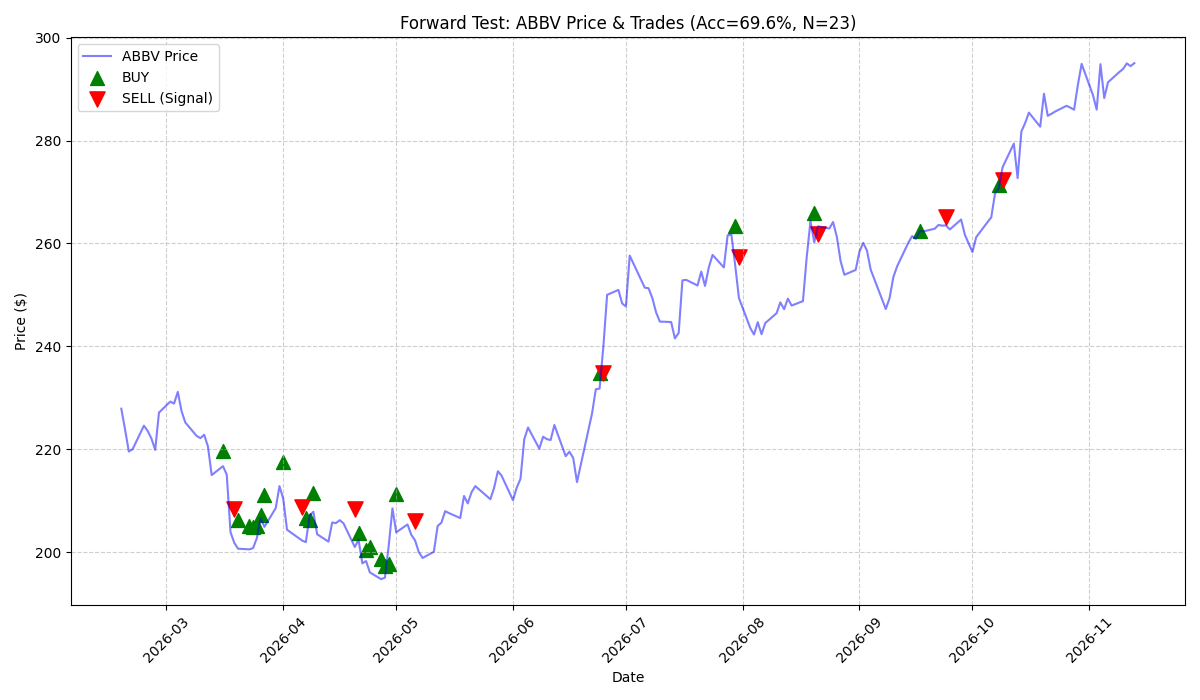 Forward Test: ABBV Price & Trades (Acc=69.6%, N=23)
ABBV Price
BUY
SELL (Signal)
Price ($)
300
280
260
240
220
200
2026-03
2026-04
2026-05
2026-06
2026-07
2026-08
2026-09
2026-10
2026-11
Date